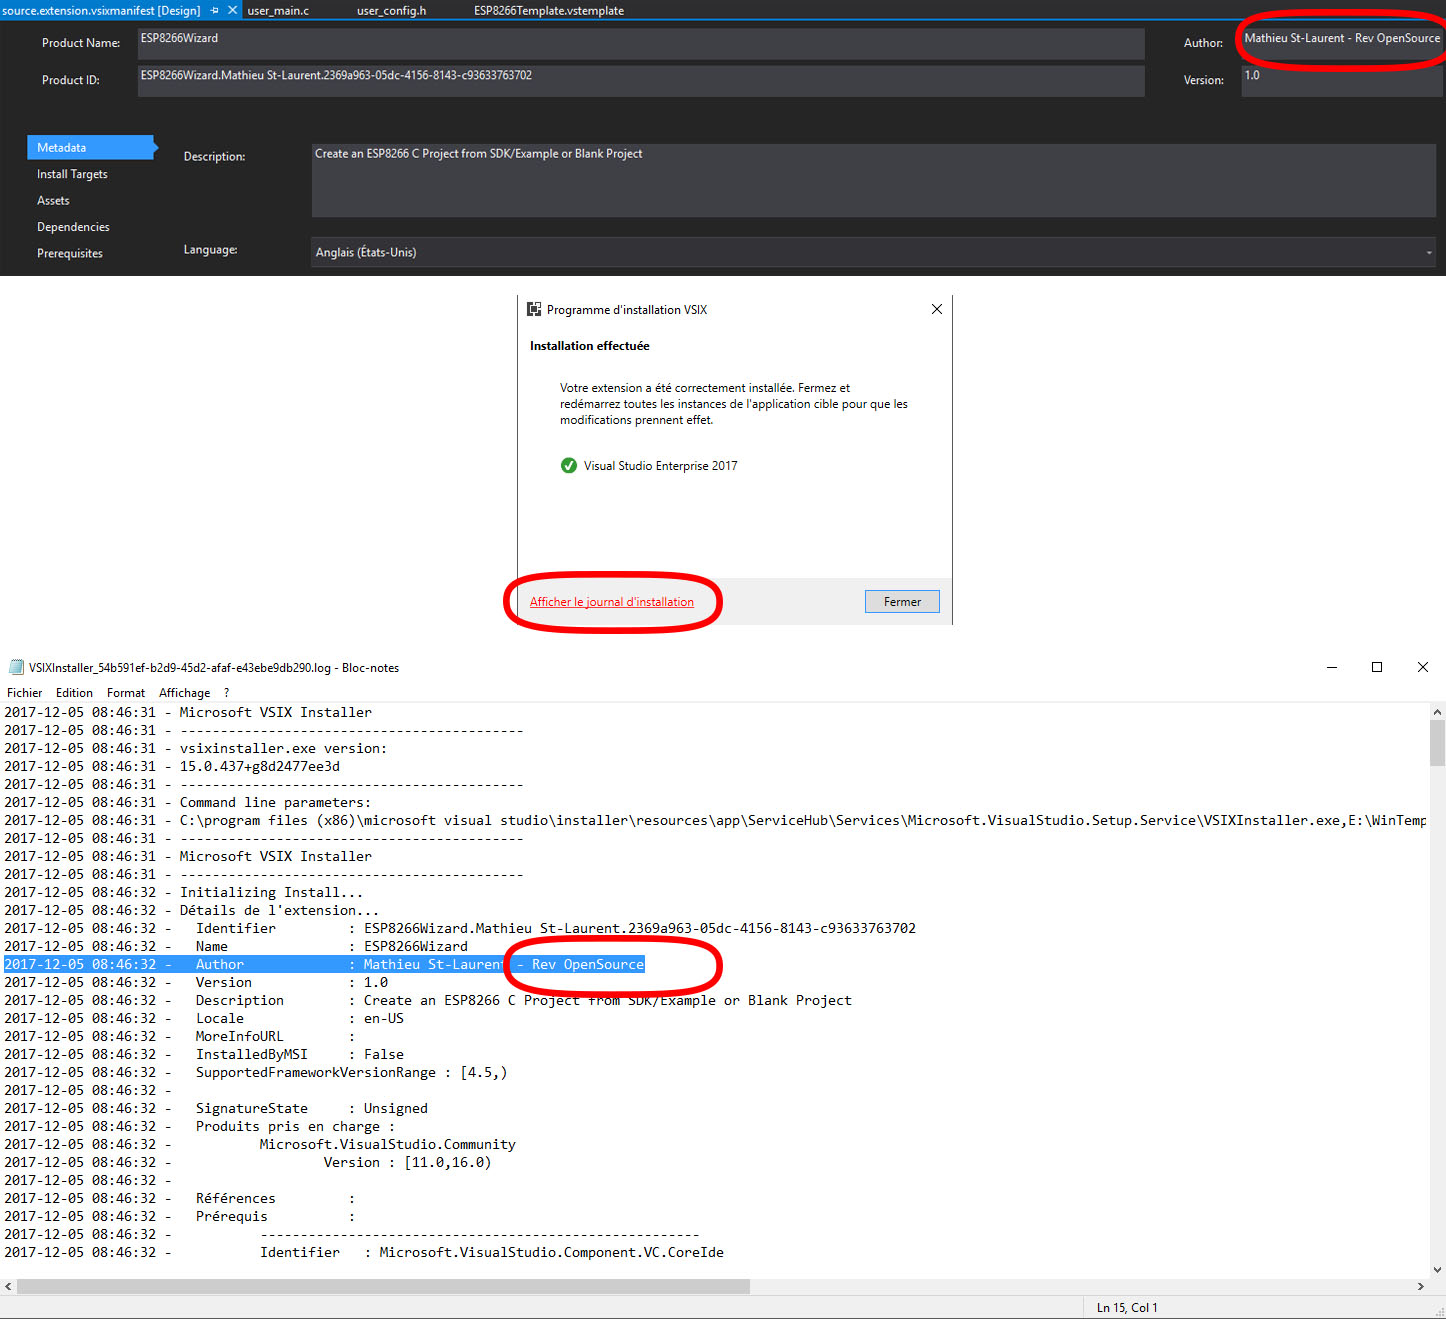 source.extension.vsixmanifest [Design] user_main.c user_config.h ESP8266Template.vstemplate
Product Name: ESP8266Wizard Author: Mathieu St-Laurent - Rev OpenSource
Product ID: ESP8266Wizard.Mathieu St-Laurent.2369a963-05dc-4156-8143-c93633763702 Version: 1.0
Metadata
Install Targets
Assets
Dependencies
Prerequisites
Description: Create an ESP8266 C Project from SDK/Example or Blank Project
Language: Anglais (États-Unis)
Programme d'installation VSIX
Installation effectuée
Votre extension a été correctement installée. Fermez et
redémarrez toutes les instances de l'application cible pour que les
modifications prennent effet.
Visual Studio Enterprise 2017
Afficher le journal d'installation Fermer
VSIXInstaller_54b591ef-b2d9-45d2-afaf-e43ebe9db290.log - Bloc-notes
Fichier Edition Format Affichage ?
2017-12-05 08:46:31 - Microsoft VSIX Installer
2017-12-05 08:46:31 - -------------------------------------------
2017-12-05 08:46:31 - vsixinstaller.exe version:
2017-12-05 08:46:31 - 15.0.437+g8d2477ee3d
2017-12-05 08:46:31 - -------------------------------------------
2017-12-05 08:46:31 - Command line parameters:
2017-12-05 08:46:31 - C:\program files (x86)\microsoft visual studio\installer\resources\app\ServiceHub\Services\Microsoft.VisualStudio.Setup.Service\VSIXInstaller.exe,E:\WinTemp
2017-12-05 08:46:31 - -------------------------------------------
2017-12-05 08:46:31 - Microsoft VSIX Installer
2017-12-05 08:46:31 - -------------------------------------------
2017-12-05 08:46:32 - Initializing Install...
2017-12-05 08:46:32 - Détails de l'extension...
2017-12-05 08:46:32 - Identifier : ESP8266Wizard.Mathieu St-Laurent.2369a963-05dc-4156-8143-c93633763702
2017-12-05 08:46:32 - Name : ESP8266Wizard
2017-12-05 08:46:32 - Author : Mathieu St-Laurent - Rev OpenSource
2017-12-05 08:46:32 - Version : 1.0
2017-12-05 08:46:32 - Description : Create an ESP8266 C Project from SDK/Example or Blank Project
2017-12-05 08:46:32 - Locale : en-US
2017-12-05 08:46:32 - MoreInfoURL :
2017-12-05 08:46:32 - InstalledByMSI : False
2017-12-05 08:46:32 - SupportedFrameworkVersionRange : [4.5,)
2017-12-05 08:46:32 -
2017-12-05 08:46:32 - SignatureState : Unsigned
2017-12-05 08:46:32 - Produits pris en charge :
2017-12-05 08:46:32 - Microsoft.VisualStudio.Community
2017-12-05 08:46:32 - Version : [11.0,16.0)
2017-12-05 08:46:32 -
2017-12-05 08:46:32 - Références :
2017-12-05 08:46:32 - Prérequis :
2017-12-05 08:46:32 - -------------------------------------------------------
2017-12-05 08:46:32 - Identifier : Microsoft.VisualStudio.Component.VC.CoreIde
Ln 15, Col 1